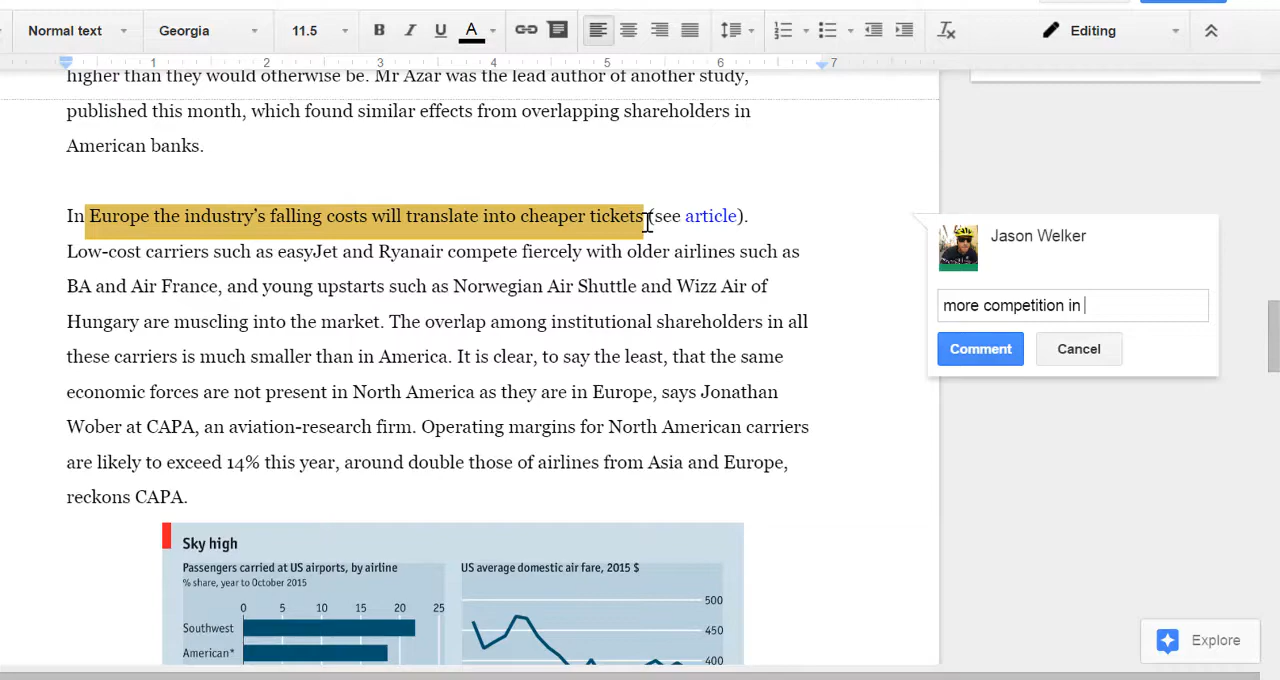 Normal text Georgia 11.5 B I U A Editing
1 2 3 4 5 6 7
higher than they would otherwise be. Mr Azar was the lead author of another study,
published this month, which found similar effects from overlapping shareholders in
American banks.
In Europe the industry’s falling costs will translate into cheaper tickets (see article).
Low-cost carriers such as easyJet and Ryanair compete fiercely with older airlines such as
BA and Air France, and young upstarts such as Norwegian Air Shuttle and Wizz Air of
Hungary are muscling into the market. The overlap among institutional shareholders in all
these carriers is much smaller than in America. It is clear, to say the least, that the same
economic forces are not present in North America as they are in Europe, says Jonathan
Wober at CAPA, an aviation-research firm. Operating margins for North American carriers
are likely to exceed 14% this year, around double those of airlines from Asia and Europe,
reckons CAPA.
Jason Welker
more competition in
Comment Cancel
Sky high
Passengers carried at US airports, by airline
% share, year to October 2015
0 5 10 15 20 25
Southwest
American*
US average domestic air fare, 2015 $
500
450
400
Explore